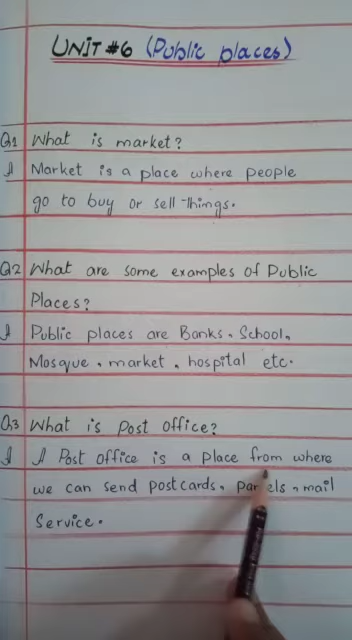 UNIT #6 (Public places)
Q1 What is market?
A Market is a place where people
go to buy or sell things.
Q2 What are some examples of Public
Places?
A Public places are Banks, School,
Mosque, market, hospital etc.
Q3 What is Post office?
A A Post office is a place from where
we can send postcards, parcels, mail
Service.